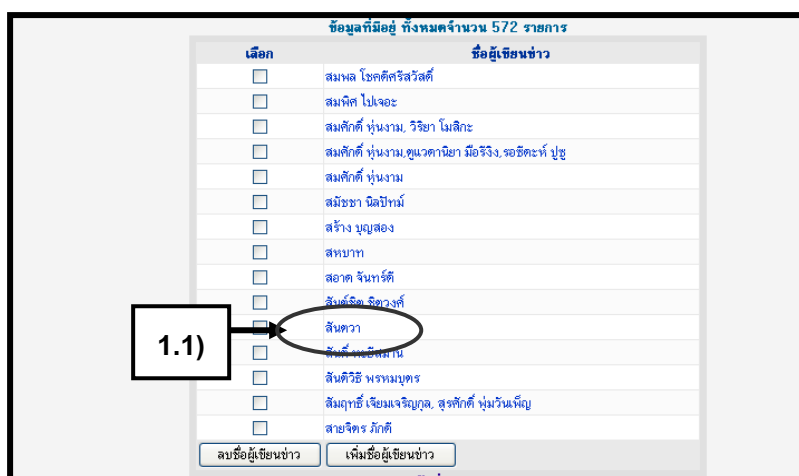 ข้อมูลที่มีอยู่ ทั้งหมดจำนวน 572 รายการ
เลือก ชื่อผู้เขียนข่าว
สมพล โชคดีศรีสวัสดิ์
สมพิศ ไปเจอะ
สมศักดิ์ หุ่นงาม, วิริยา โมสิกะ
สมศักดิ์ หุ่นงาม,ตูแวดานียา มือรีงิง,รอซีดะห์ ปูซู
สมศักดิ์ หุ่นงาม
สมัชชา นิลปัทม์
สร้าง บุญสอง
สหบาท
สอาด จันทร์ดี
สันต์ชิต ชิตวงศ์
1.1) สันตวา
สันติวิธี พรหมบุตร
สัมฤทธิ์ เจียมเจริญกุล, สุรศักดิ์ พุ่มวันเพ็ญ
สายจิตร ภักดี
ลบชื่อผู้เขียนข่าว เพิ่มชื่อผู้เขียนข่าว